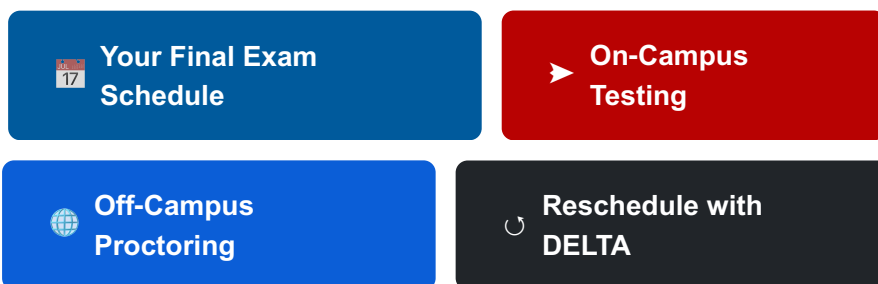 Your Final Exam
Schedule
On-Campus
Testing
Off-Campus
Proctoring
Reschedule with
DELTA